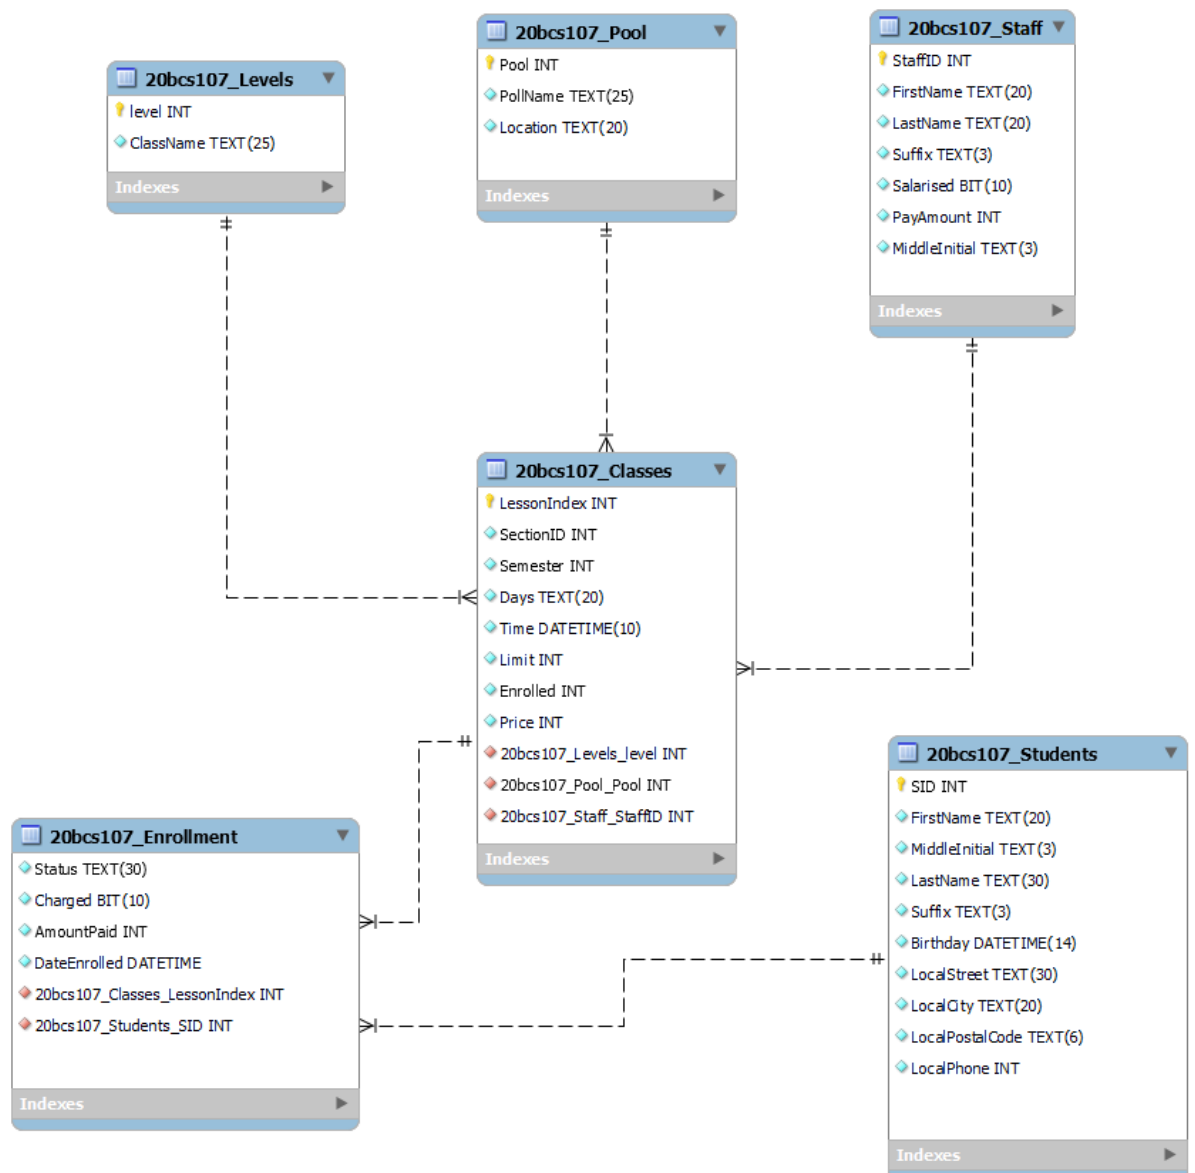 20bcs107_Levels
level INT
ClassName TEXT(25)
Indexes
20bcs107_Pool
Pool INT
PollName TEXT(25)
Location TEXT(20)
Indexes
20bcs107_Staff
StaffID INT
FirstName TEXT(20)
LastName TEXT(20)
Suffix TEXT(3)
Salarised BIT(10)
PayAmount INT
MiddleInitial TEXT(3)
Indexes
20bcs107_Classes
LessonIndex INT
SectionID INT
Semester INT
Days TEXT(20)
Time DATETIME(10)
Limit INT
Enrolled INT
Price INT
20bcs107_Levels_level INT
20bcs107_Pool_Pool INT
20bcs107_Staff_StaffID INT
Indexes
20bcs107_Enrollment
Status TEXT(30)
Charged BIT(10)
AmountPaid INT
DateEnrolled DATETIME
20bcs107_Classes_LessonIndex INT
20bcs107_Students_SID INT
Indexes
20bcs107_Students
SID INT
FirstName TEXT(20)
MiddleInitial TEXT(3)
LastName TEXT(30)
Suffix TEXT(3)
Birthday DATETIME(14)
LocalStreet TEXT(30)
LocalCity TEXT(20)
LocalPostalCode TEXT(6)
LocalPhone INT
Indexes